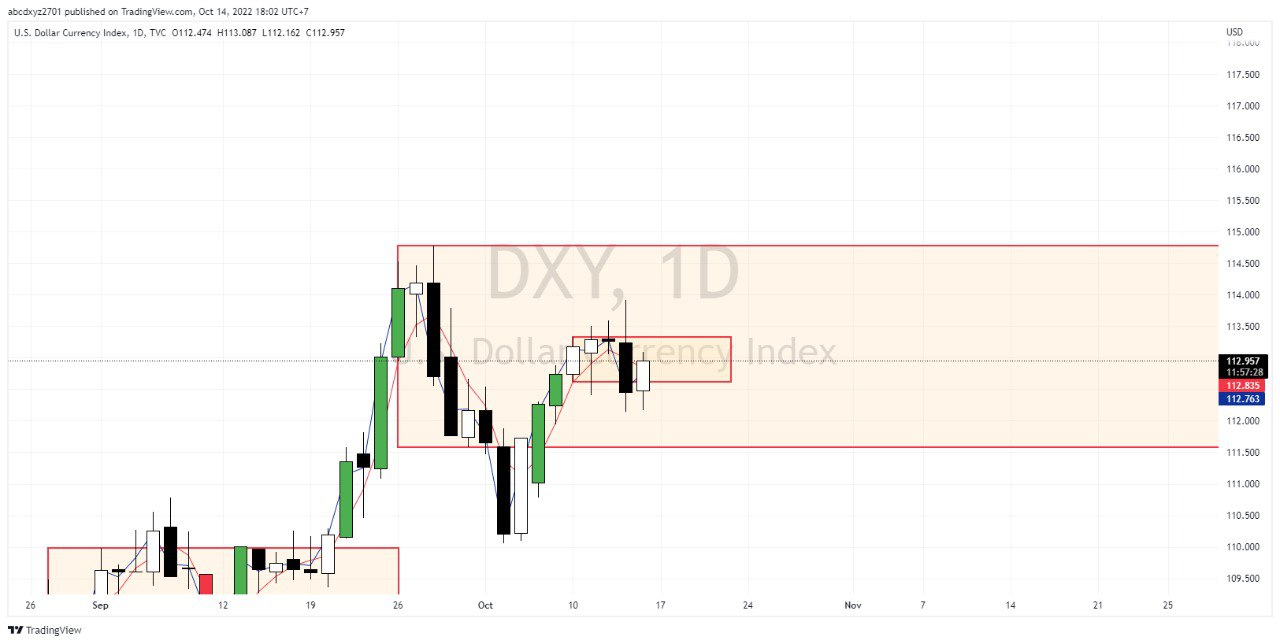 abcdxyz2701 published on TradingView.com, Oct 14, 2022 18:02 UTC+7
U.S. Dollar Currency Index, 1D, TVC O112.474 H113.087 L112.162 C112.957
USD
118.000
117.500
117.000
116.500
116.000
115.500
115.000
114.500
114.000
113.500
DXY, 1D
U.S. Dollar Currency Index
112.957
11:57:28
112.835
112.763
112.000
111.500
111.000
110.500
110.000
109.500
26 Sep 12 19 26 Oct 10 17 24 Nov 7 14 21 25
TradingView